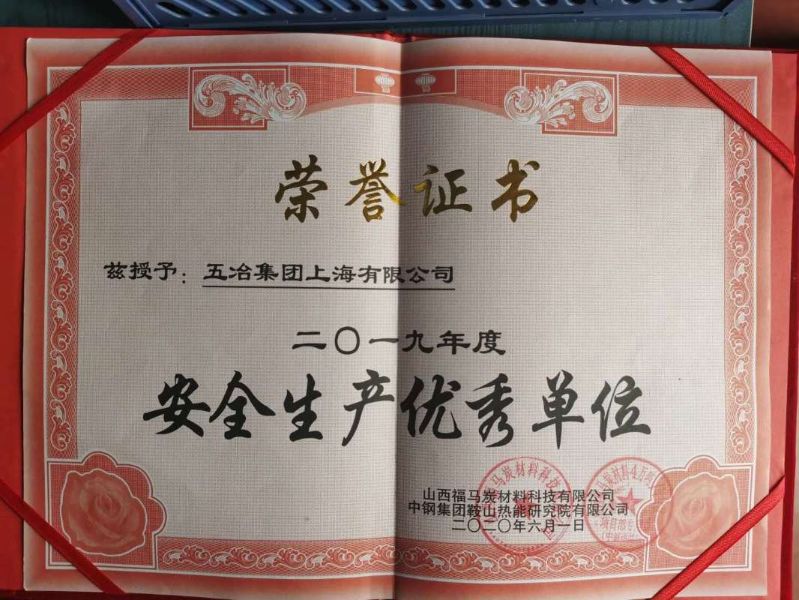 荣誉证书
兹授予：五冶集团上海有限公司
二〇一九年度
安全生产优秀单位
山西福马炭材料科技有限公司
中钢集团鞍山热能研究院有限公司
二〇二〇年六月一日